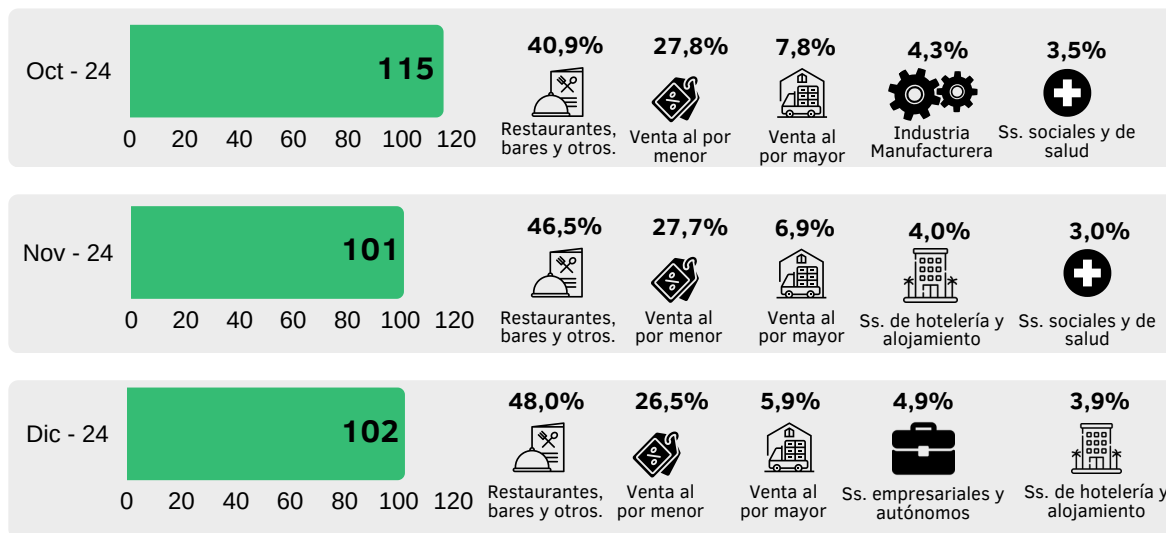 Oct - 24
115
0 20 40 60 80 100 120
40,9% 27,8% 7,8% 4,3% 3,5%
Restaurantes,
bares y otros.
Venta al por
menor
Venta al
por mayor
Industria
Manufacturera
Ss. sociales y de
salud
Nov - 24
101
0 20 40 60 80 100 120
46,5% 27,7% 6,9% 4,0% 3,0%
Restaurantes,
bares y otros.
Venta al
por menor
Venta al
por mayor
Ss. de hotelería y
alojamiento
Ss. sociales y de
salud
Dic - 24
102
0 20 40 60 80 100 120
48,0% 26,5% 5,9% 4,9% 3,9%
Restaurantes,
bares y otros.
Venta al
por menor
Venta al
por mayor
Ss. empresariales y
autónomos
Ss. de hotelería y
alojamiento